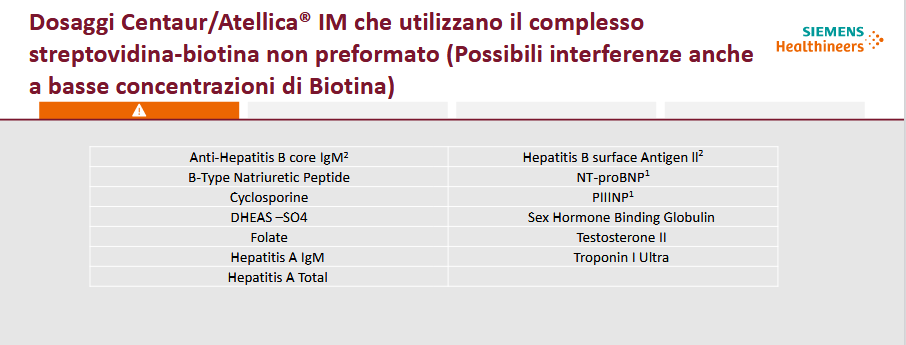 Dosaggi Centaur/Atellica® IM che utilizzano il complesso
streptovidina-biotina non preformato (Possibili interferenze anche
a basse concentrazioni di Biotina)
SIEMENS
Healthineers
Anti-Hepatitis B core IgM²
Hepatitis B surface Antigen II²
B-Type Natriuretic Peptide
NT-proBNP¹
Cyclosporine
PIIINP¹
DHEAS –SO4
Sex Hormone Binding Globulin
Folate
Testosterone II
Hepatitis A IgM
Troponin I Ultra
Hepatitis A Total